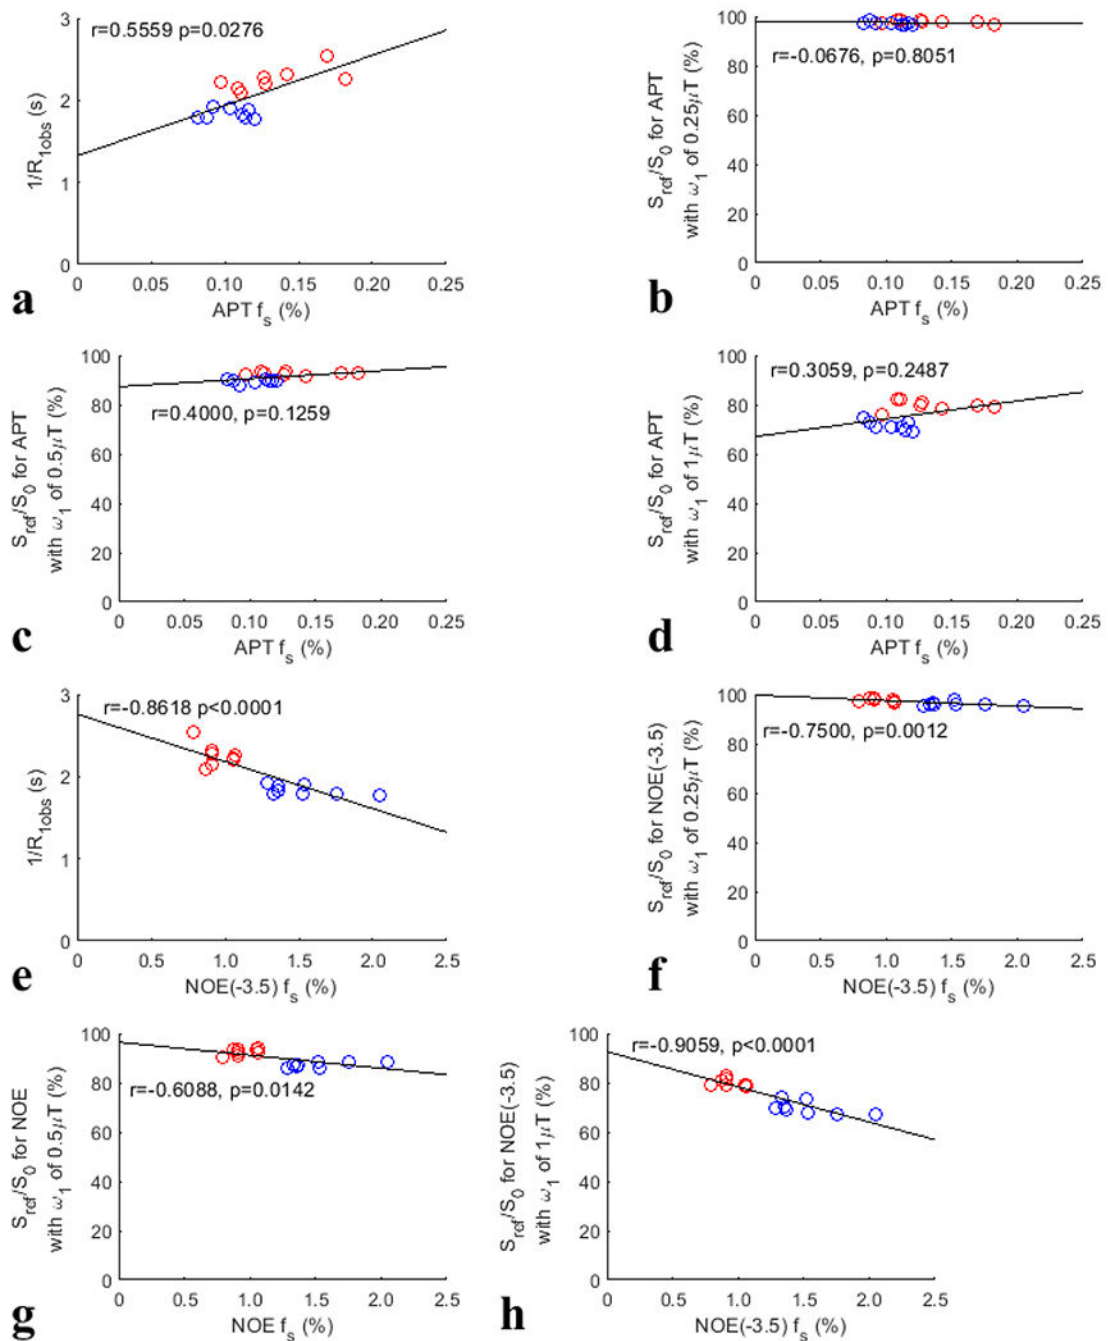 r=0.5559 p=0.0276
1/R1obs (s)
3
2
1
0
0 0.05 0.10 0.15 0.20 0.25
APT fs (%)
a
r=-0.0676, p=0.8051
Sref/S0 for APT
with ω1 of 0.25μT (%)
100
80
60
40
20
0
0 0.05 0.10 0.15 0.20 0.25
APT fs (%)
b
r=0.4000, p=0.1259
Sref/S0 for APT
with ω1 of 0.5μT (%)
100
80
60
40
20
0
0 0.05 0.10 0.15 0.20 0.25
APT fs (%)
c
r=0.3059, p=0.2487
Sref/S0 for APT
with ω1 of 1μT (%)
100
80
60
40
20
0
0 0.05 0.10 0.15 0.20 0.25
APT fs (%)
d
r=-0.8618 p<0.0001
1/R1obs (s)
3
2
1
0
0 0.5 1.0 1.5 2.0 2.5
NOE(-3.5) fs (%)
e
r=-0.7500, p=0.0012
Sref/S0 for NOE(-3.5)
with ω1 of 0.25μT (%)
100
80
60
40
20
0
0 0.5 1.0 1.5 2.0 2.5
NOE(-3.5) fs (%)
f
r=-0.6088, p=0.0142
Sref/S0 for NOE
with ω1 of 0.5μT (%)
100
80
60
40
20
0
0 0.5 1.0 1.5 2.0 2.5
NOE fs (%)
g
r=-0.9059, p<0.0001
Sref/S0 for NOE(-3.5)
with ω1 of 1μT (%)
100
80
60
40
20
0
0 0.5 1.0 1.5 2.0 2.5
NOE(-3.5) fs (%)
h